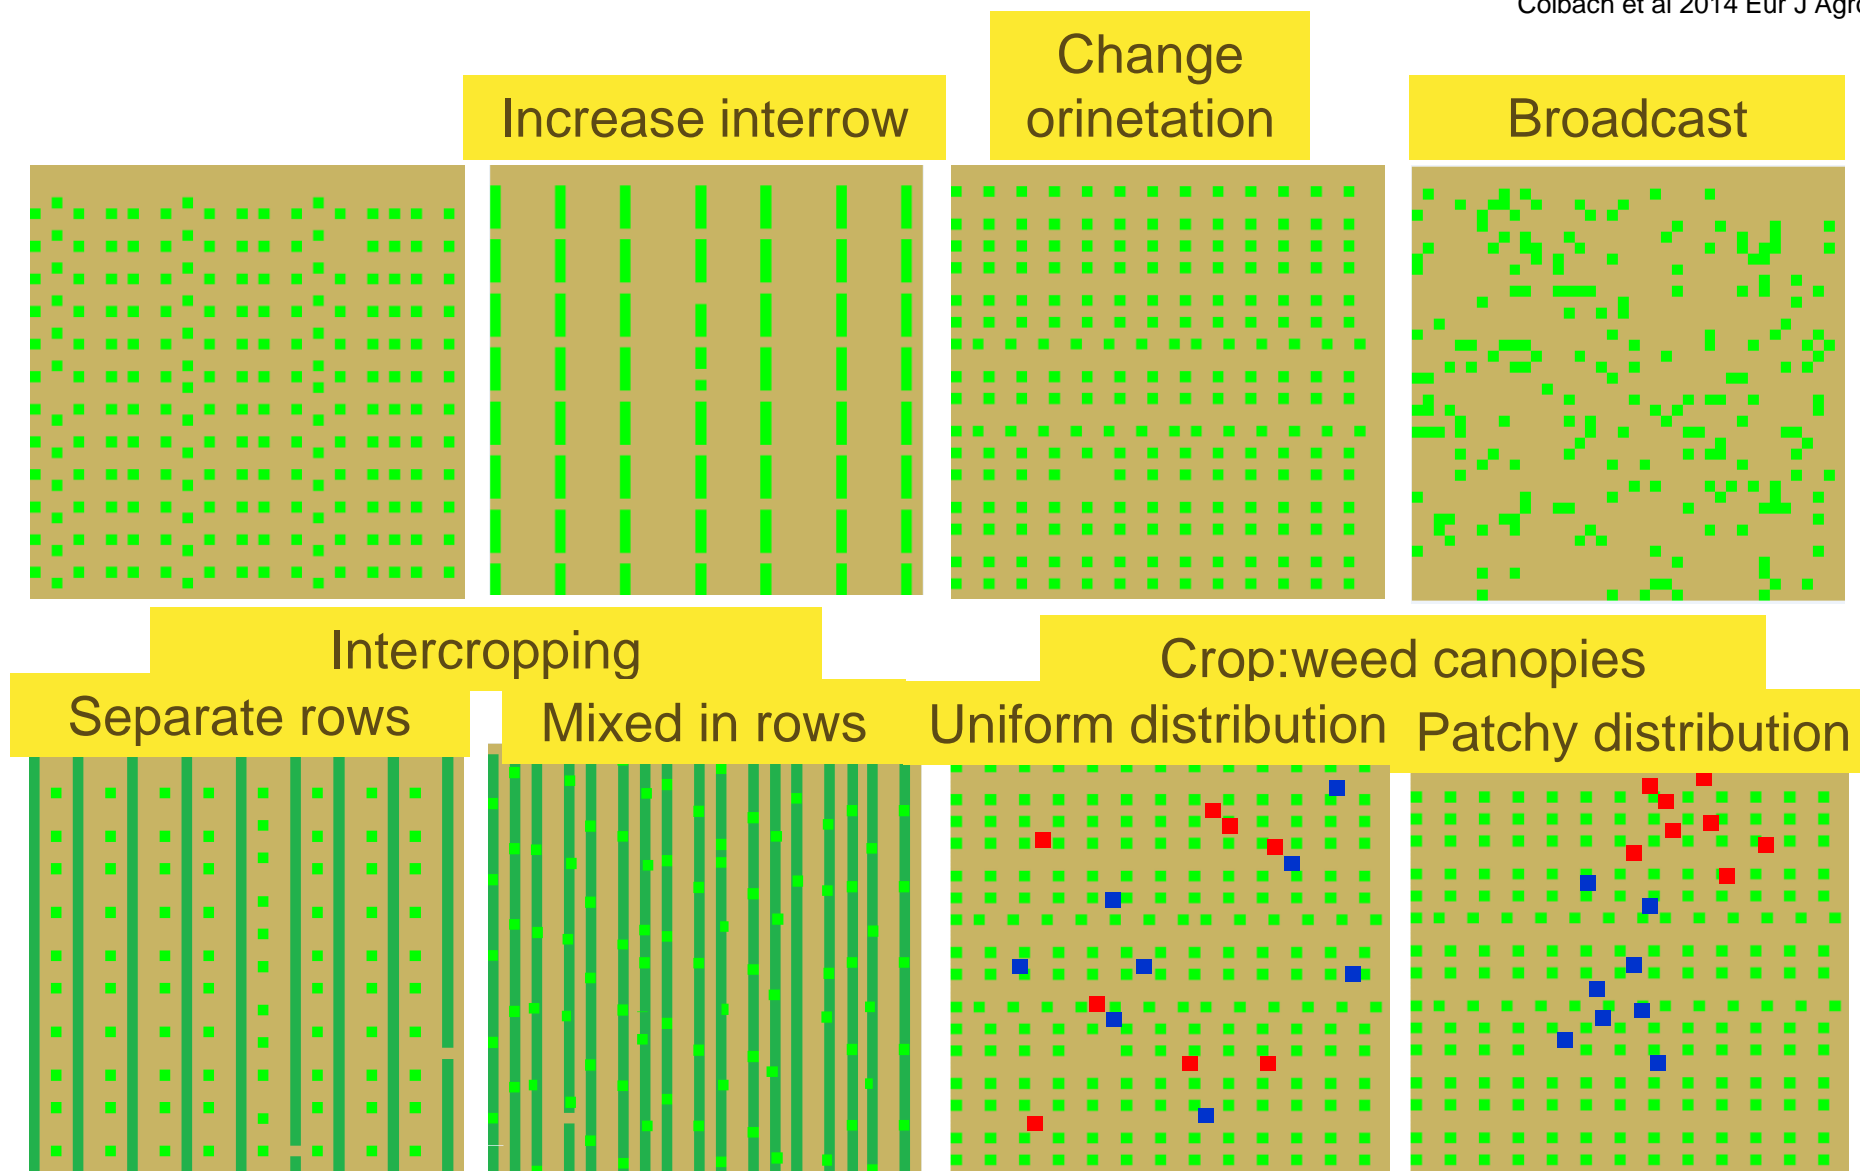 Colbach et al 2014 Eur J Agro
Change
orinetation
Increase interrow
Broadcast
Intercropping
Crop:weed canopies
Separate rows
Mixed in rows
Uniform distribution
Patchy distribution